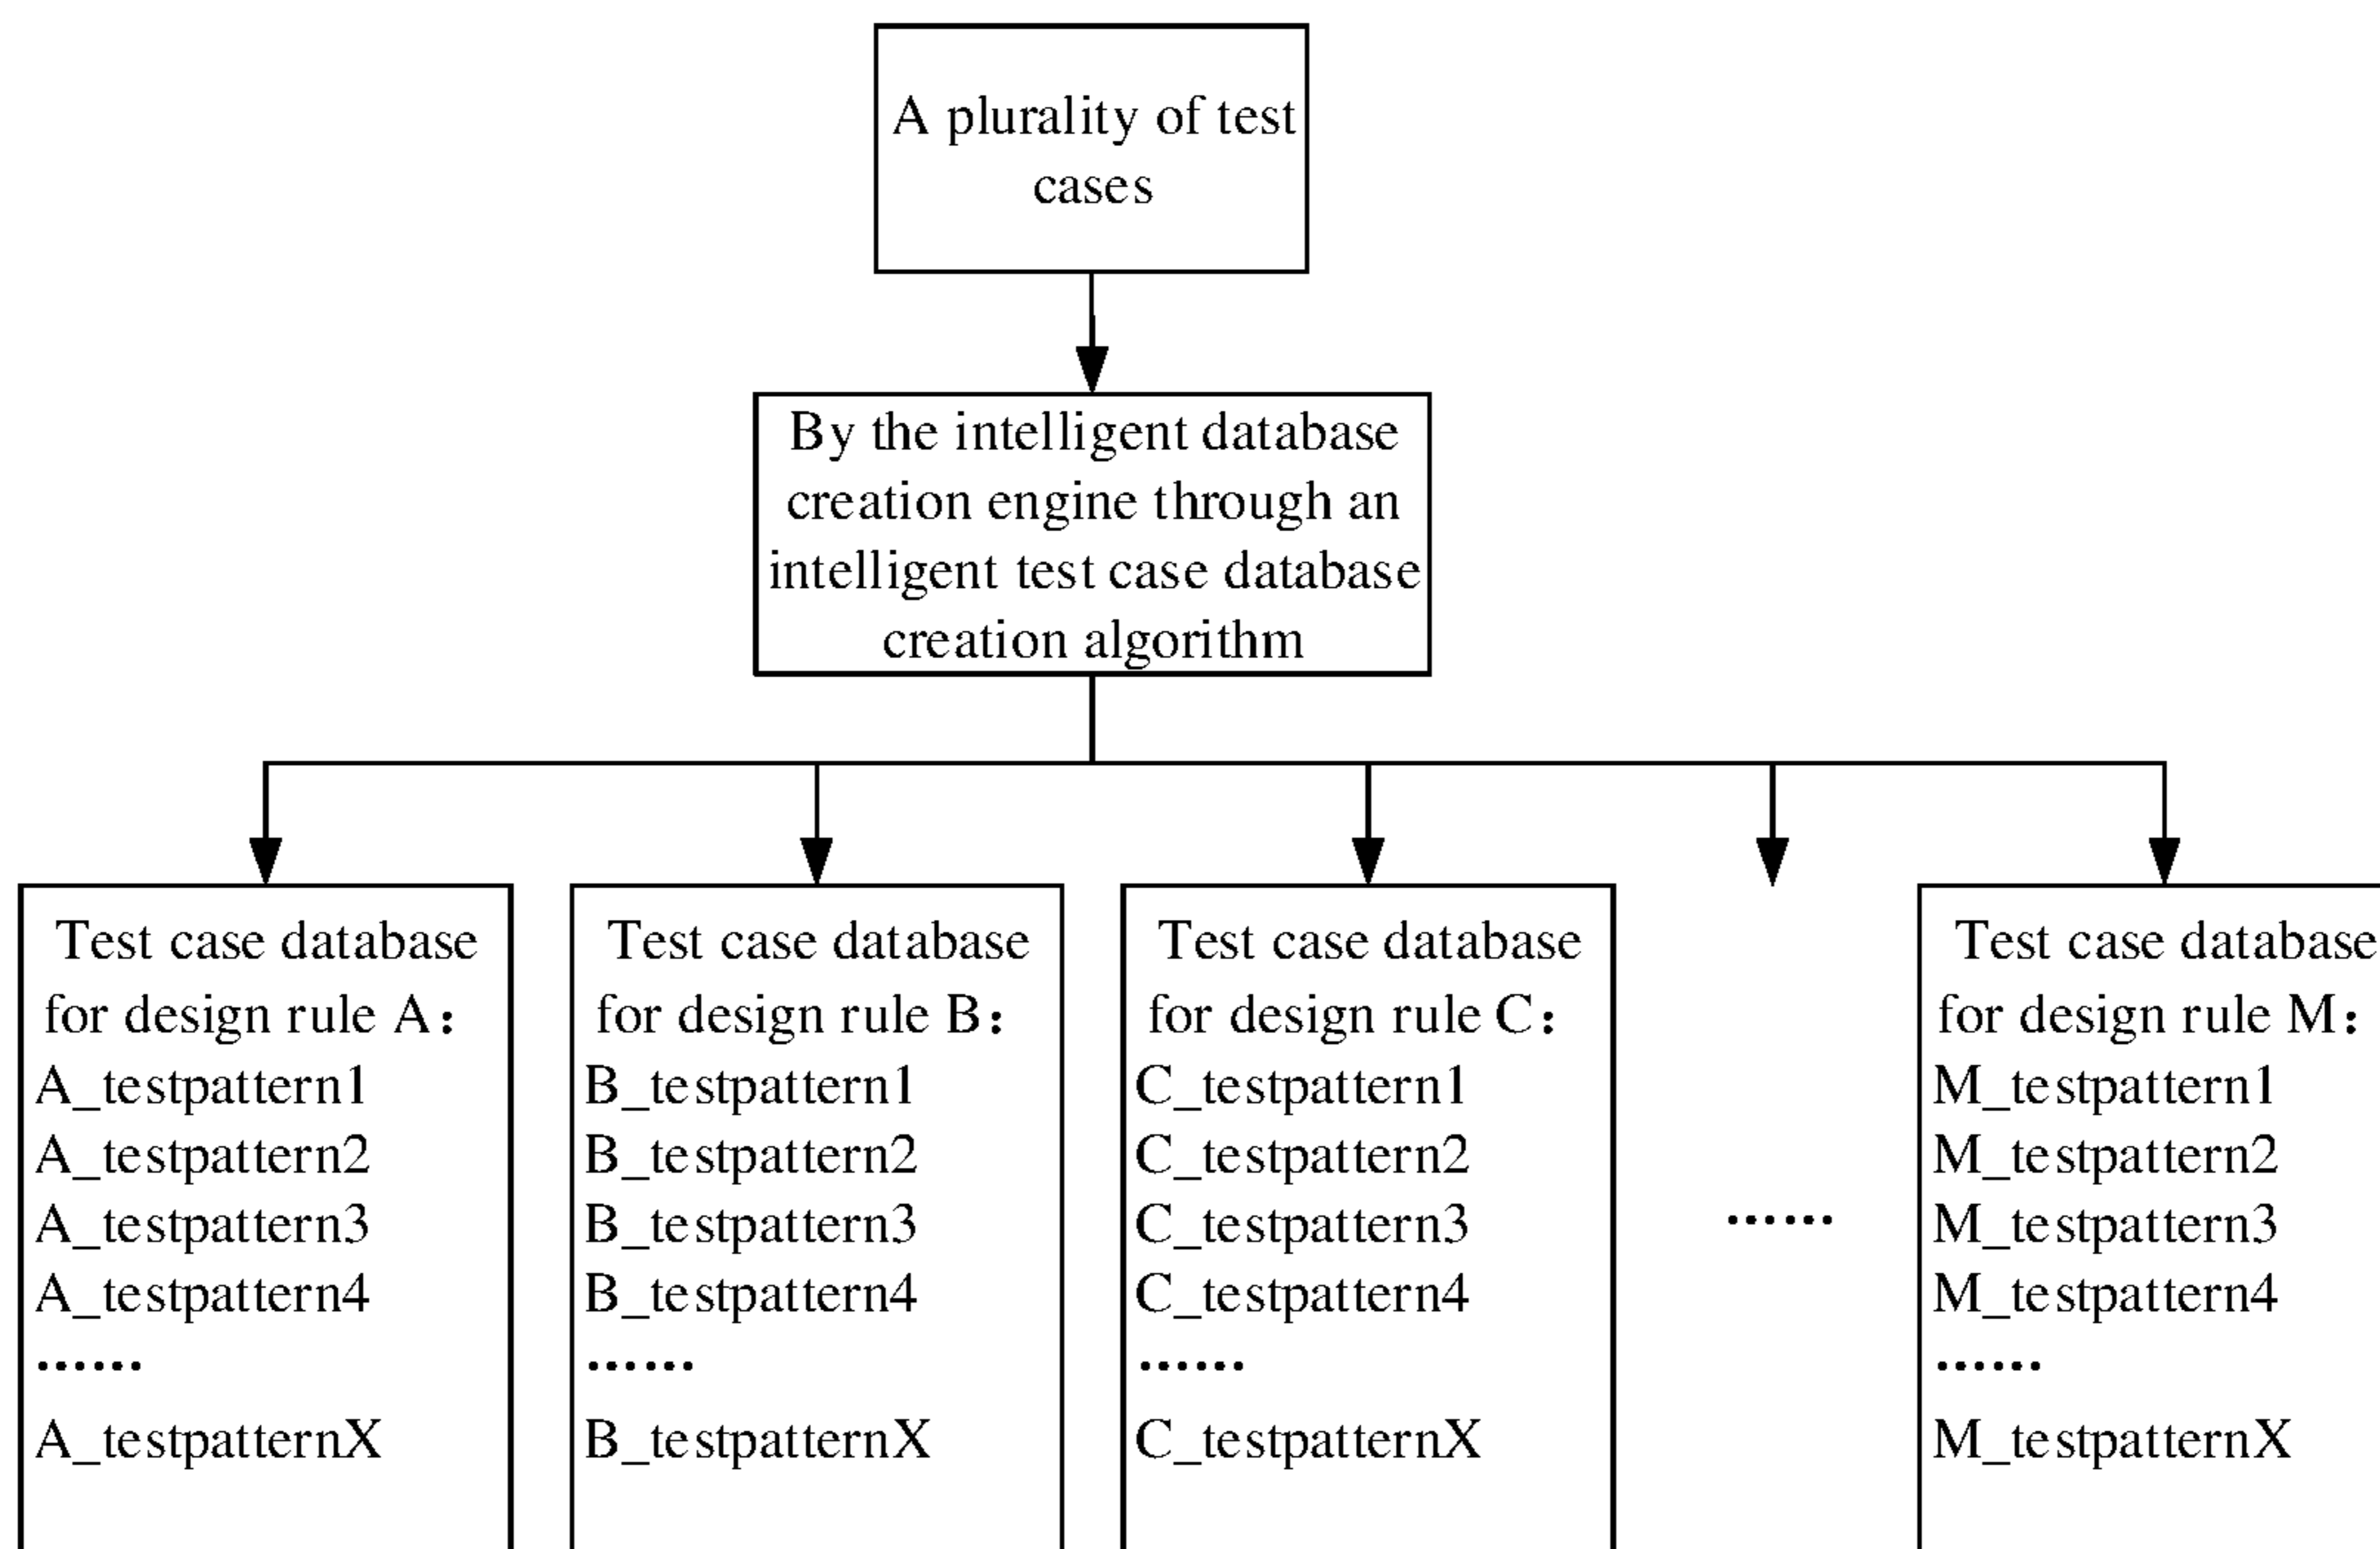 A plurality of test
cases
By the intelligent database
creation engine through an
intelligent test case database
creation algorithm
Test case database
for design rule A：
A_testpattern1
A_testpattern2
A_testpattern3
A_testpattern4
......
A_testpatternX
Test case database
for design rule B：
B_testpattern1
B_testpattern2
B_testpattern3
B_testpattern4
......
B_testpatternX
Test case database
for design rule C：
C_testpattern1
C_testpattern2
C_testpattern3
C_testpattern4
......
C_testpatternX
......
Test case database
for design rule M：
M_testpattern1
M_testpattern2
M_testpattern3
M_testpattern4
......
M_testpatternX